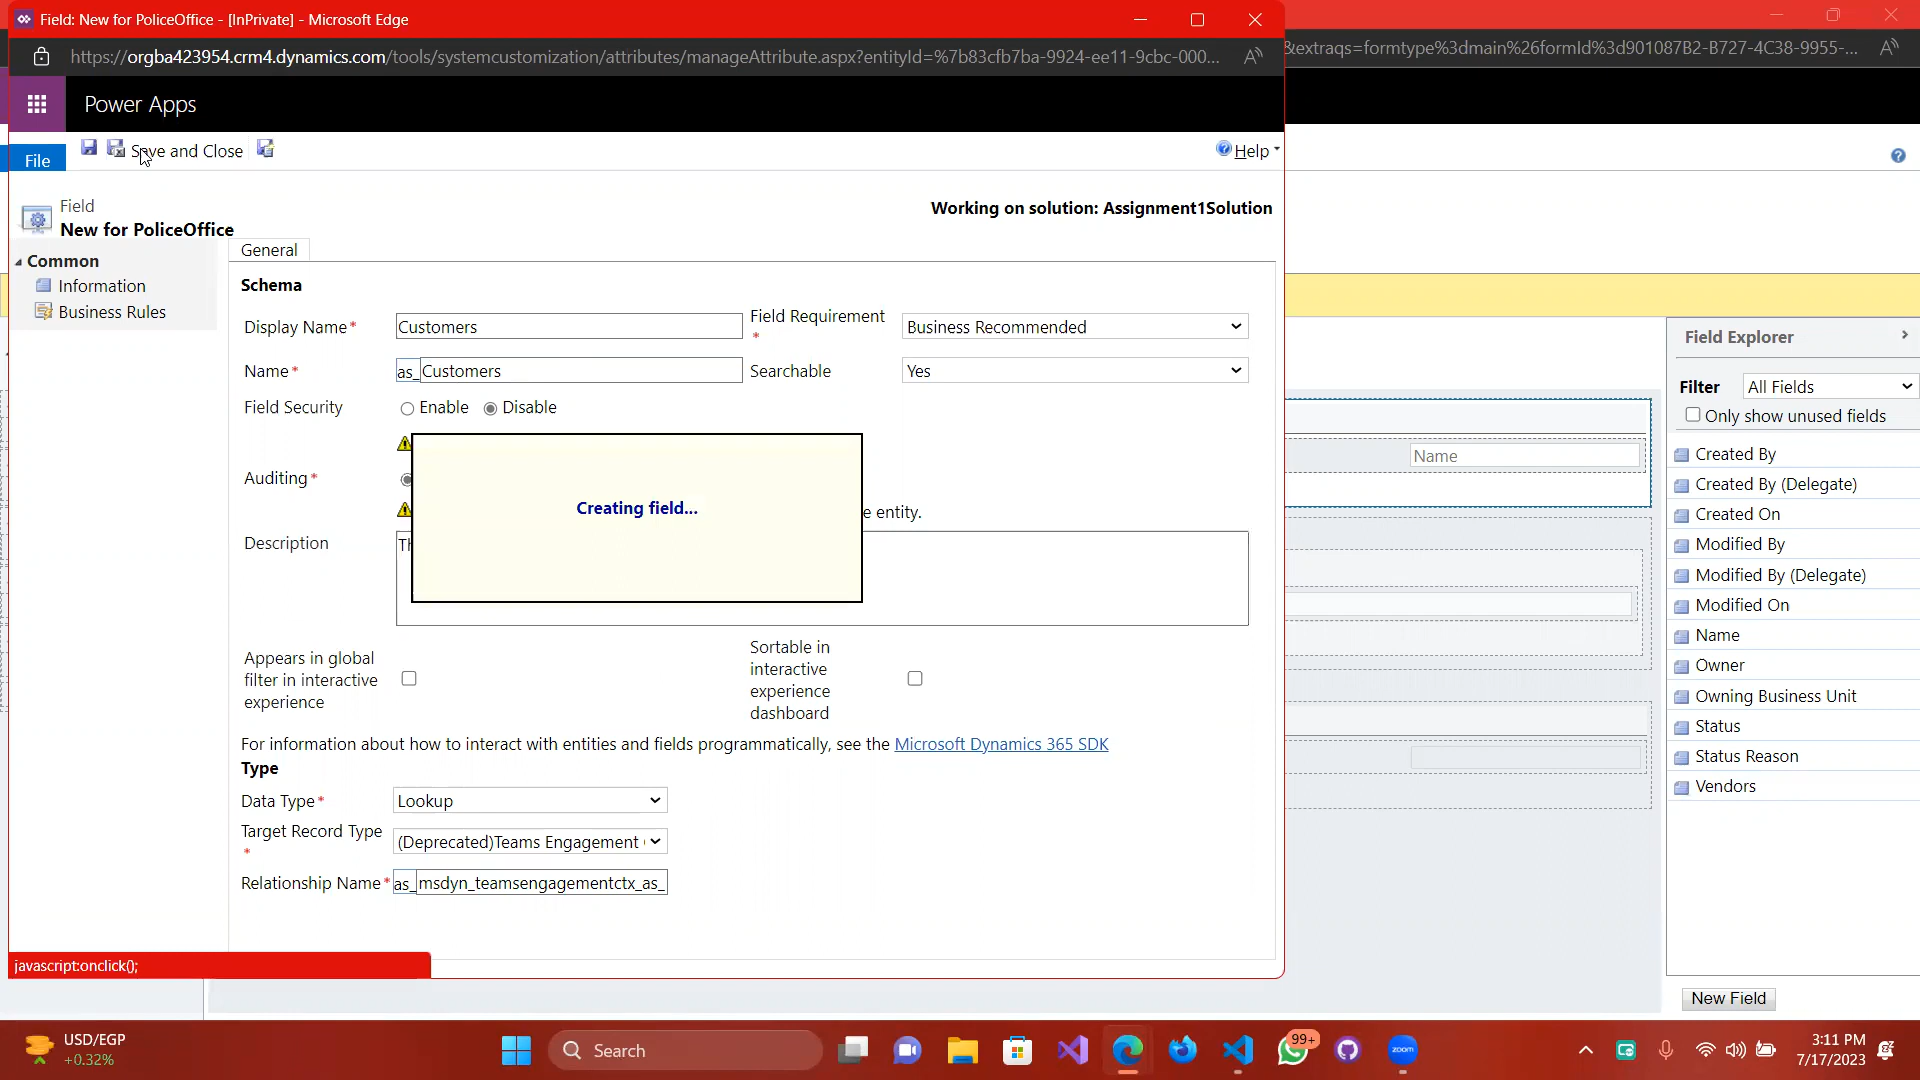 Field: New for PoliceOffice - [InPrivate] - Microsoft Edge
https://orgba423954.crm4.dynamics.com/tools/systemcustomization/attributes/manageAttribute.aspx?entityId=%7b83cfb7ba-9924-ee11-9cbc-000...
&extraqs=formtype%3dmain%26formId%3d901087B2-B727-4C38-9955-...
Power Apps
File
Save and Close
Help
Field
New for PoliceOffice
Working on solution: Assignment1Solution
Common
Information
Business Rules
General
Schema
Display Name*
Customers
Field Requirement
*
Business Recommended
Name*
as_
Customers
Searchable
Yes
Field Security
Enable
Disable
Auditing*
Creating field...
e entity.
Description
Th
Appears in global
filter in interactive
experience
Sortable in
interactive
experience
dashboard
For information about how to interact with entities and fields programmatically, see the Microsoft Dynamics 365 SDK
Type
Data Type*
Lookup
Target Record Type
*
(Deprecated)Teams Engagement
Relationship Name*
as_
msdyn_teamsengagementctx_as_
javascript:onclick();
Name
Field Explorer
Filter
All Fields
Only show unused fields
Created By
Created By (Delegate)
Created On
Modified By
Modified By (Delegate)
Modified On
Name
Owner
Owning Business Unit
Status
Status Reason
Vendors
New Field
USD/EGP
+0.32%
Search
99+
zoom
3:11 PM
7/17/2023